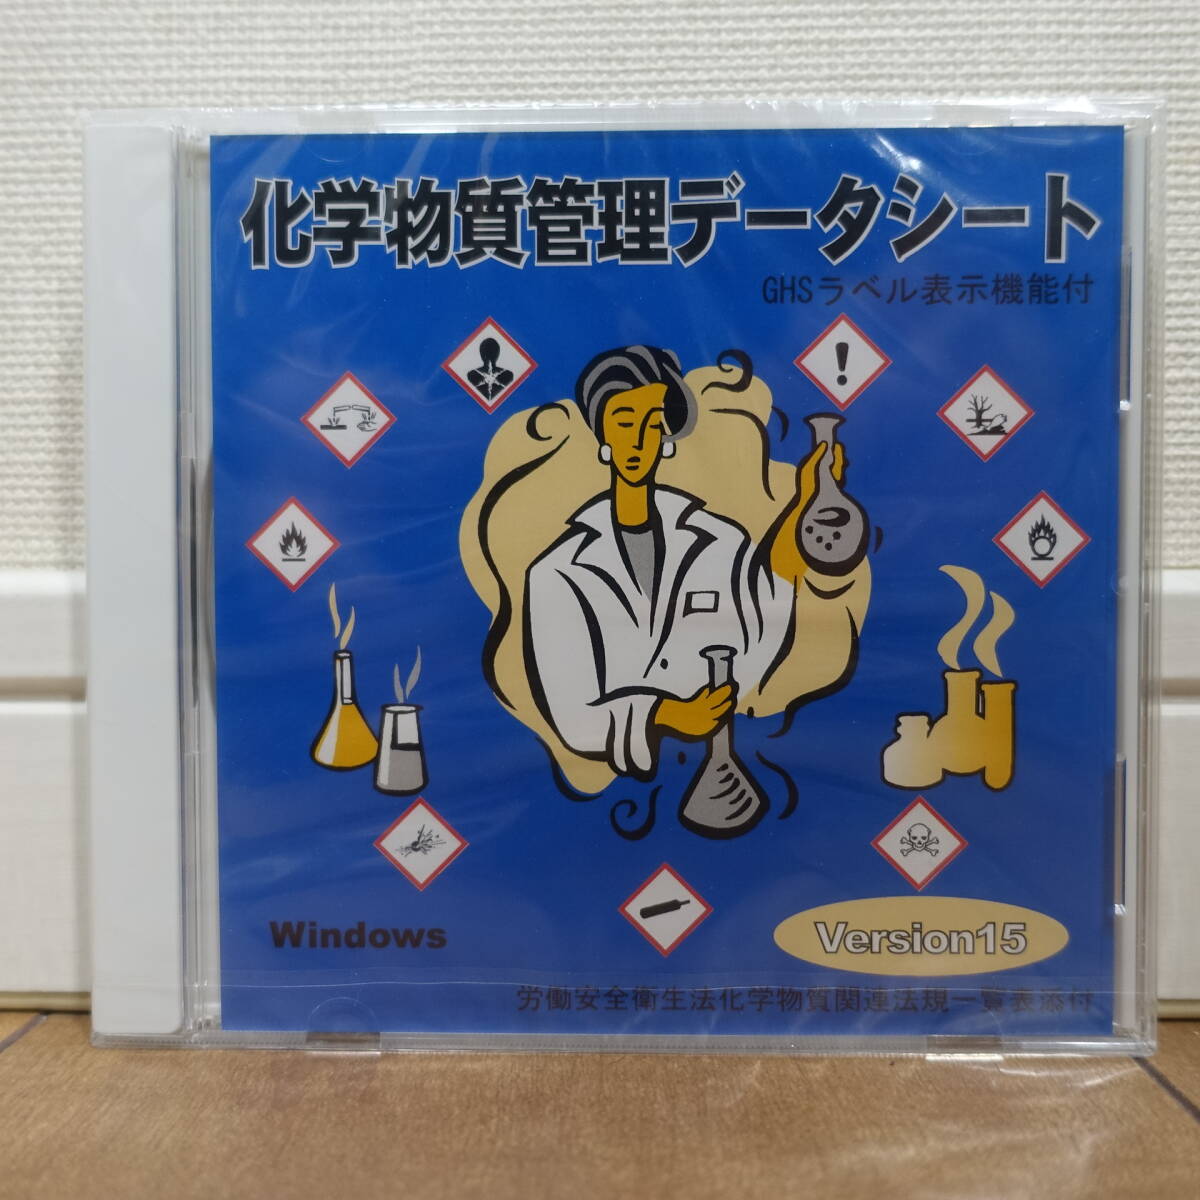 化学物質管理データシート
GHSラベル表示機能付
Windows
Version15
労働安全衛生法化学物質関連法規一覧表添付